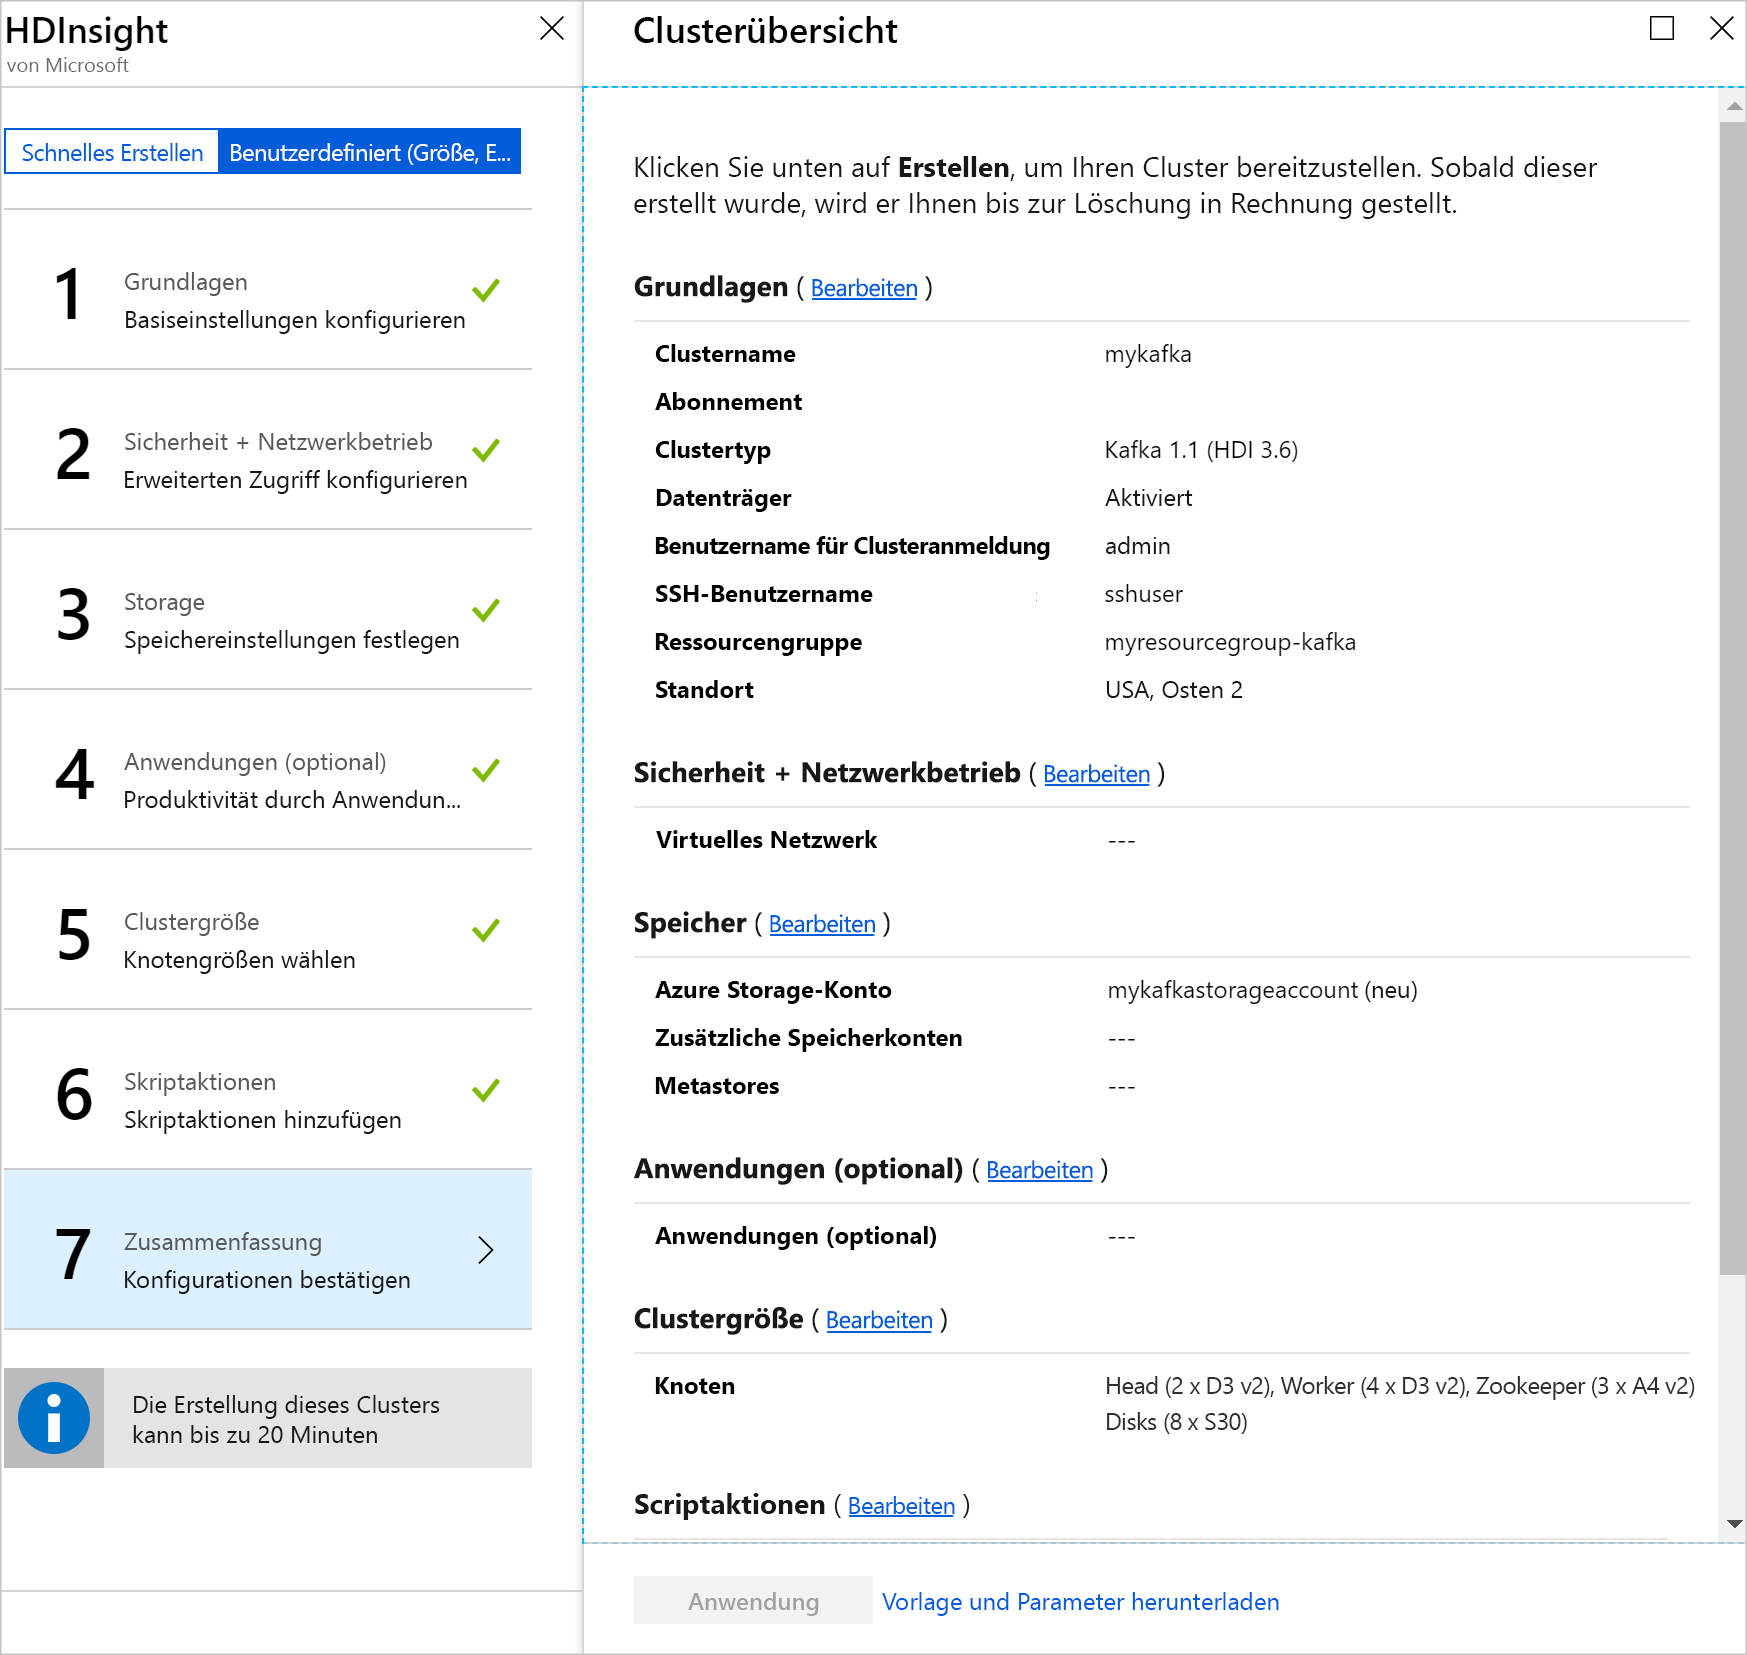 HDInsight
von Microsoft
Schnelles Erstellen
Benutzerdefiniert (Größe, E...
1
Grundlagen
Basiseinstellungen konfigurieren
2
Sicherheit + Netzwerkbetrieb
Erweiterten Zugriff konfigurieren
3
Storage
Speichereinstellungen festlegen
4
Anwendungen (optional)
Produktivität durch Anwendun...
5
Clustergröße
Knotengrößen wählen
6
Skriptaktionen
Skriptaktionen hinzufügen
7
Zusammenfassung
Konfigurationen bestätigen
Die Erstellung dieses Clusters
kann bis zu 20 Minuten
Clusterübersicht
Klicken Sie unten auf Erstellen, um Ihren Cluster bereitzustellen. Sobald dieser
erstellt wurde, wird er Ihnen bis zur Löschung in Rechnung gestellt.
Grundlagen ( Bearbeiten )
Clustername mykafka
Abonnement
Clustertyp Kafka 1.1 (HDI 3.6)
Datenträger Aktiviert
Benutzername für Clusteranmeldung admin
SSH-Benutzername : sshuser
Ressourcengruppe myresourcegroup-kafka
Standort USA, Osten 2
Sicherheit + Netzwerkbetrieb ( Bearbeiten )
Virtuelles Netzwerk ---
Speicher ( Bearbeiten )
Azure Storage-Konto mykafkastorageaccount (neu)
Zusätzliche Speicherkonten ---
Metastores ---
Anwendungen (optional) ( Bearbeiten )
Anwendungen (optional) ---
Clustergröße ( Bearbeiten )
Knoten Head (2 x D3 v2), Worker (4 x D3 v2), Zookeeper (3 x A4 v2)
Disks (8 x S30)
Scriptaktionen ( Bearbeiten )
Anwendung
Vorlage und Parameter herunterladen